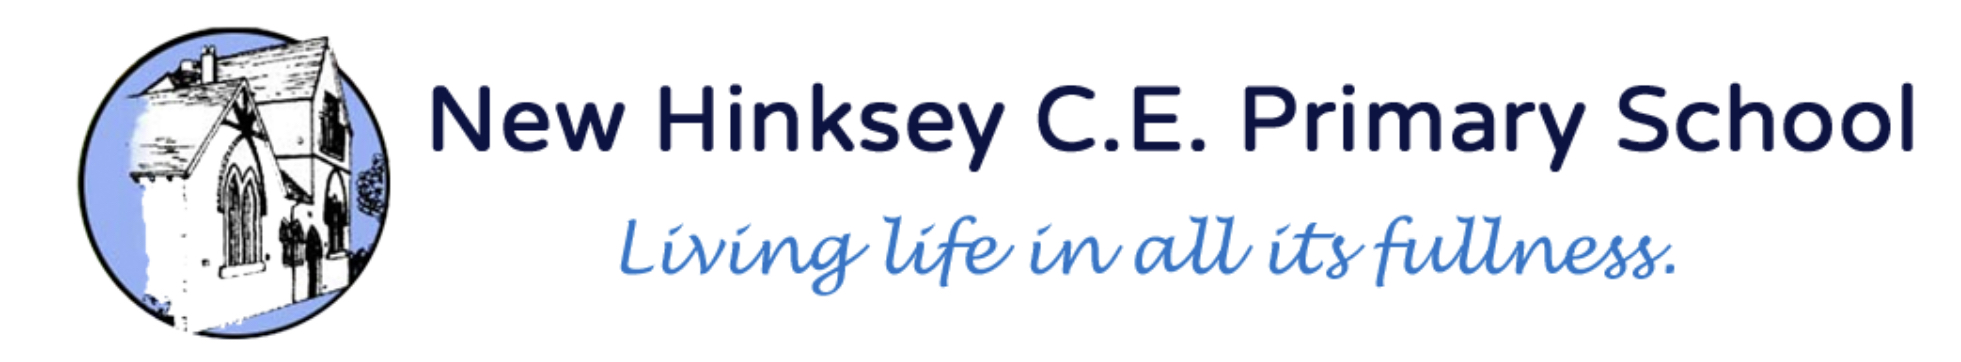 New Hinksey C.E. Primary School
Living life in all its fullness.